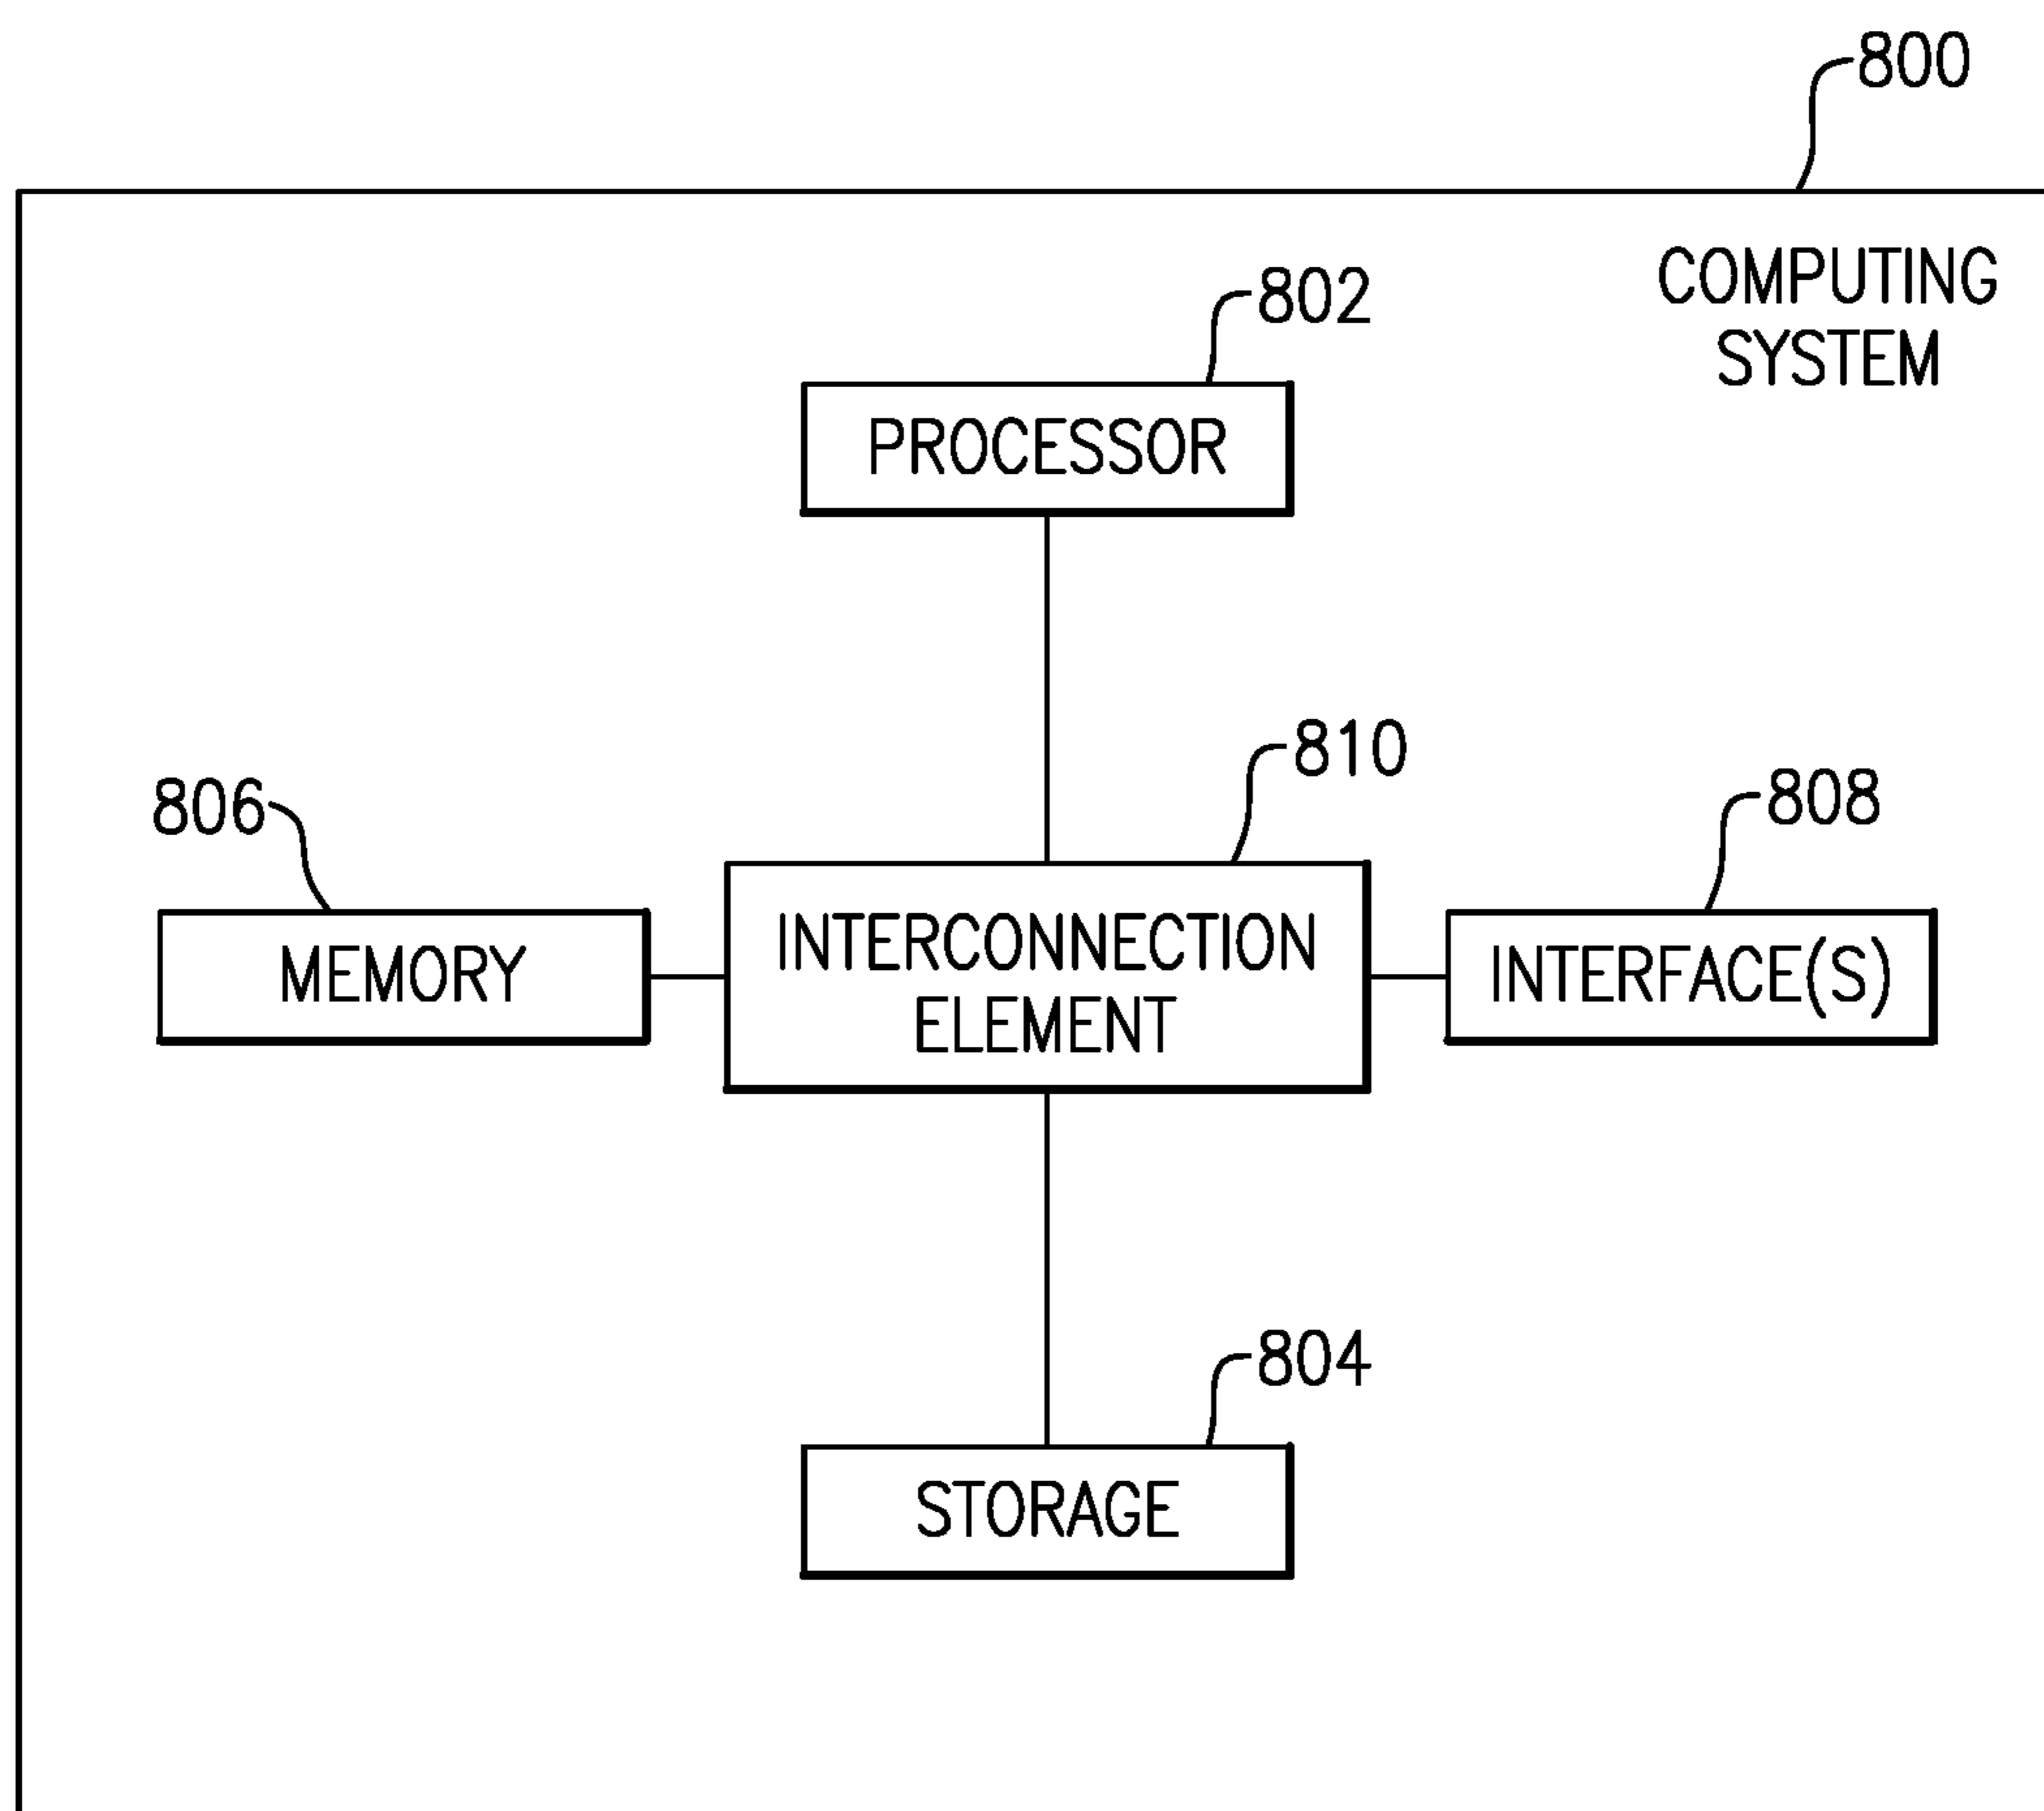 800
COMPUTING
SYSTEM
802
PROCESSOR
810
806
808
MEMORY
INTERCONNECTION
ELEMENT
INTERFACE(S)
804
STORAGE